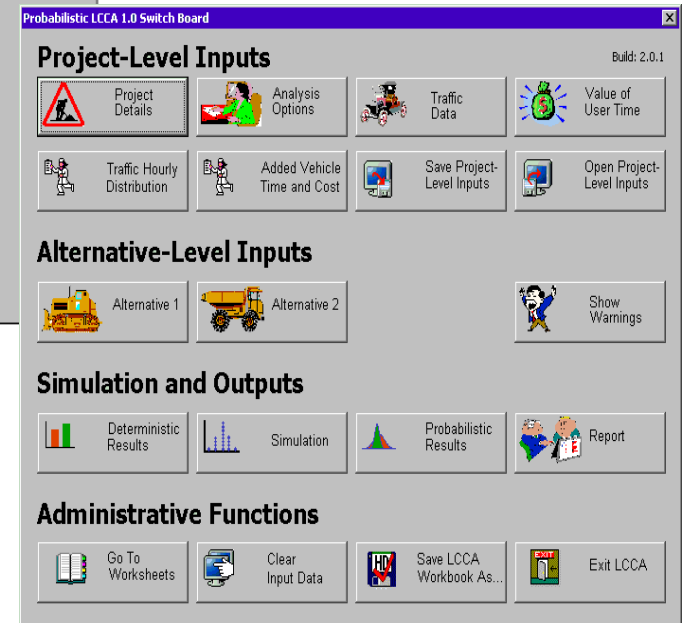 Probabilistic LCCA 1.0 Switch Board
Project-Level Inputs
Build: 2.0.1
Project
Details
Analysis
Options
Traffic
Data
Value of
User Time
Traffic Hourly
Distribution
Added Vehicle
Time and Cost
Save Project-
Level Inputs
Open Project-
Level Inputs
Alternative-Level Inputs
Alternative 1
Alternative 2
Show
Warnings
Simulation and Outputs
Deterministic
Results
Simulation
Probabilistic
Results
Report
Administrative Functions
Go To
Worksheets
Clear
Input Data
HD
Save LCCA
Workbook As...
EXIT
Exit LCCA